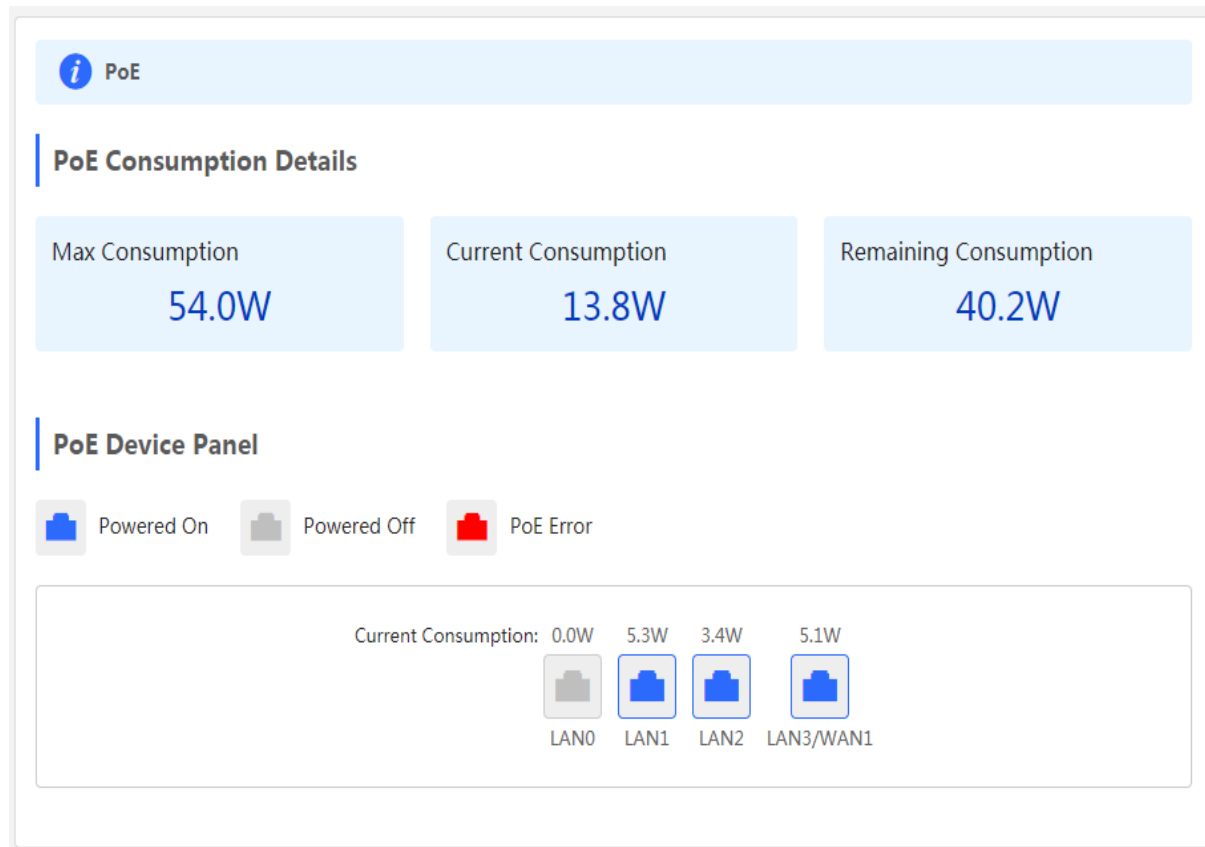 i PoE
PoE Consumption Details
Max Consumption Current Consumption Remaining Consumption
54.0W 13.8W 40.2W
PoE Device Panel
Powered On Powered Off PoE Error
Current Consumption: 0.0W 5.3W 3.4W 5.1W
LAN0 LAN1 LAN2 LAN3/WAN1